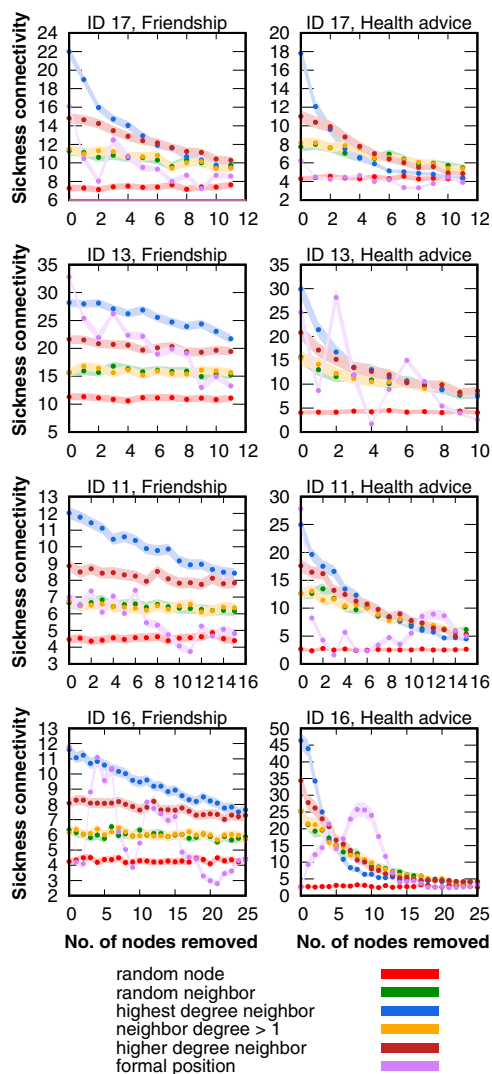 ID 17, Friendship
ID 17, Health advice
Sickness connectivity
24
22
20
18
16
14
12
10
8
6
0 2 4 6 8 10 12
20
18
16
14
12
10
8
6
4
2
0 2 4 6 8 10 12
ID 13, Friendship
ID 13, Health advice
Sickness connectivity
35
30
25
20
15
10
5
0 2 4 6 8 10 12
35
30
25
20
15
10
5
0
0 2 4 6 8 10
ID 11, Friendship
ID 11, Health advice
Sickness connectivity
13
12
11
10
9
8
7
6
5
4
3
0 2 4 6 8 10 12 14 16
30
25
20
15
10
5
0
0 2 4 6 8 10 12 14 16
ID 16, Friendship
ID 16, Health advice
Sickness connectivity
13
12
11
10
9
8
7
6
5
4
3
2
0 5 10 15 20 25
50
45
40
35
30
25
20
15
10
5
0
0 5 10 15 20 25
No. of nodes removed
No. of nodes removed
random node
random neighbor
highest degree neighbor
neighbor degree > 1
higher degree neighbor
formal position